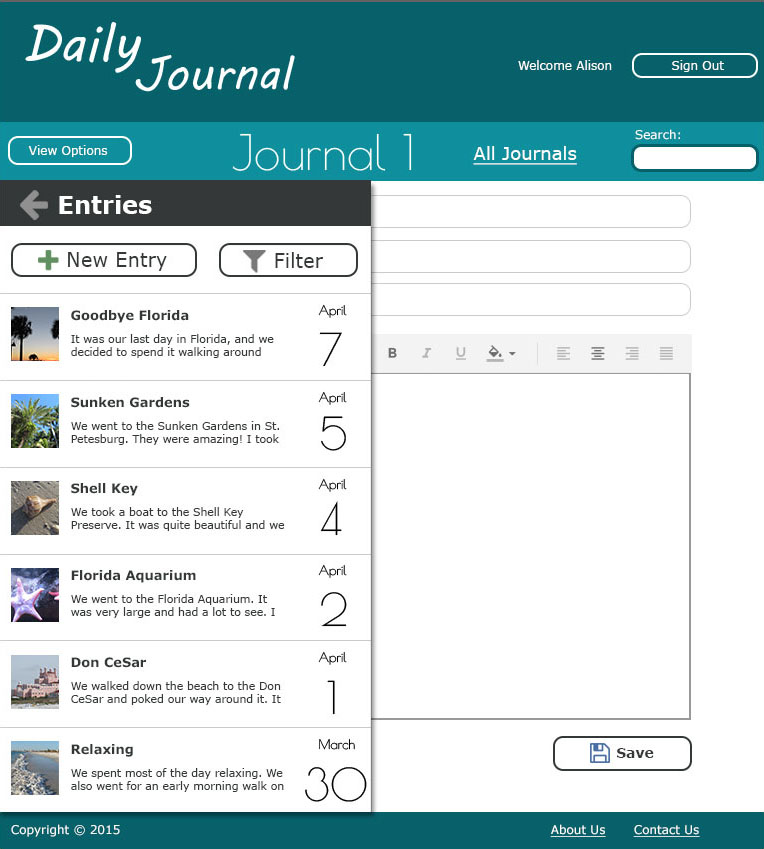 Daily
Journal
Welcome Alison
Sign Out
View Options
Journal 1
All Journals
Search:
Entries
New Entry
Filter
Goodbye Florida
It was our last day in Florida, and we
decided to spend it walking around
April
7
Sunken Gardens
We went to the Sunken Gardens in St.
Petesburg. They were amazing! I took
April
5
Shell Key
We took a boat to the Shell Key
Preserve. It was quite beautiful and we
April
4
Florida Aquarium
We went to the Florida Aquarium. It
was very large and had a lot to see. I
April
2
Don CeSar
We walked down the beach to the Don
CeSar and poked our way around it. It
April
1
Relaxing
We spent most of the day relaxing. We
also went for an early morning walk on
March
30
B I U
Save
Copyright © 2015
About Us
Contact Us